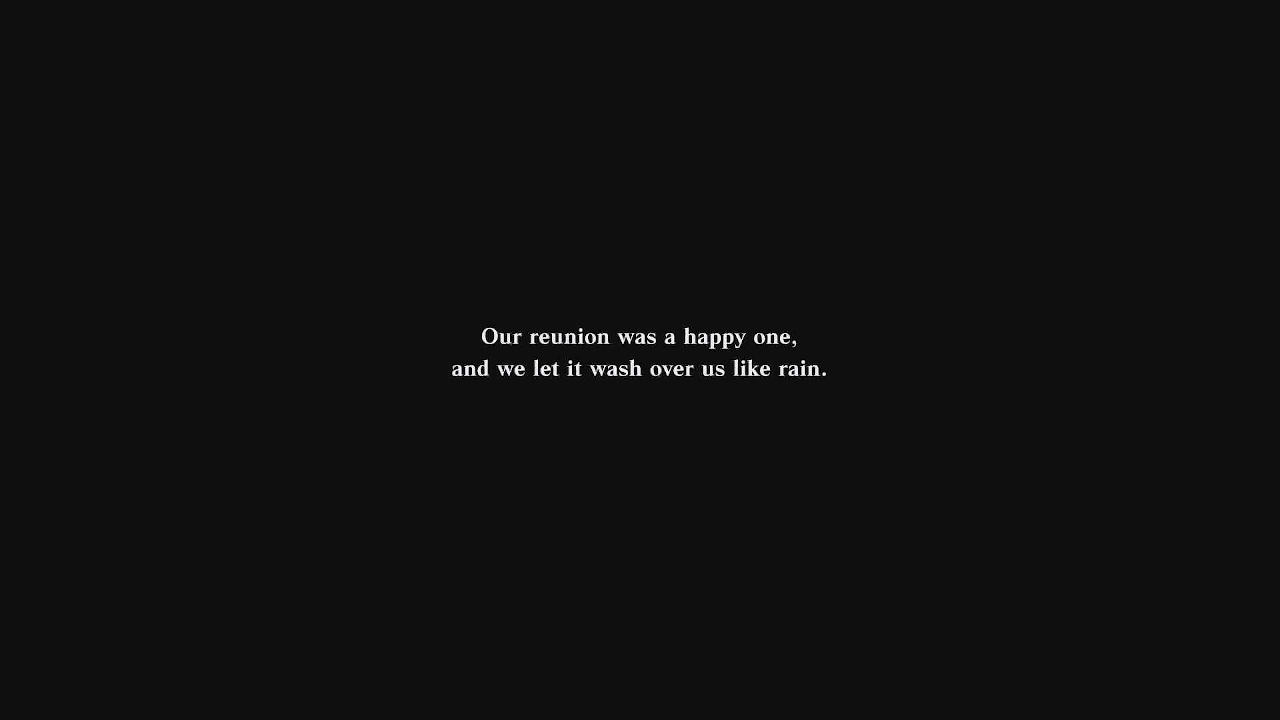 Our reunion was a happy one,
and we let it wash over us like rain.